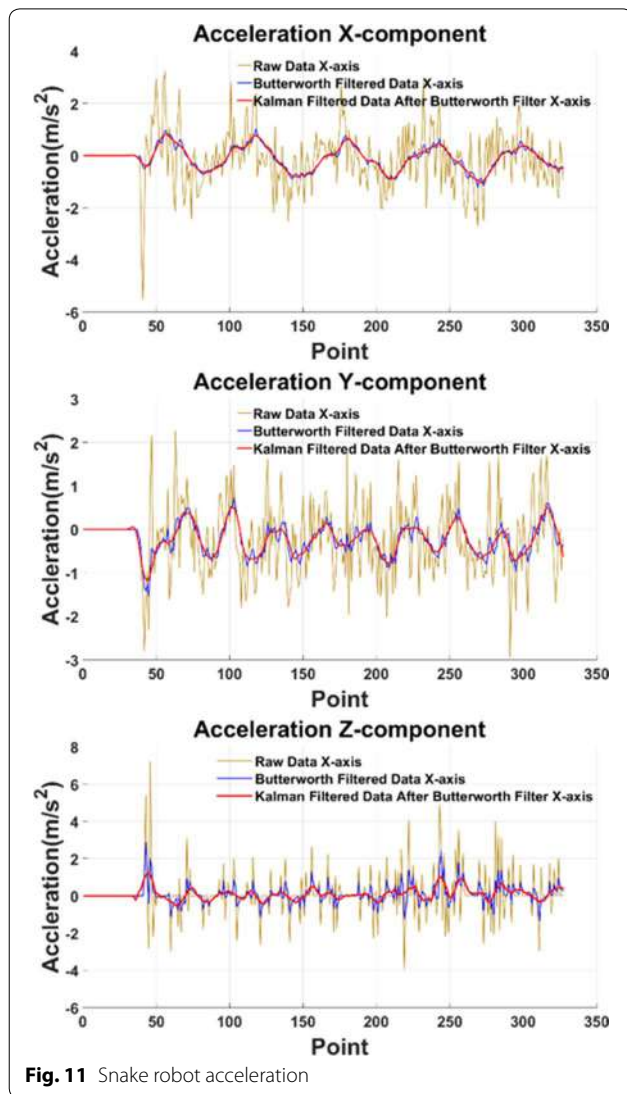 Acceleration X-component
Raw Data X-axis
Butterworth Filtered Data X-axis
Kalman Filtered Data After Butterworth Filter X-axis
Accleration(m/s²)
4
2
0
-2
-4
-6
0 50 100 150 200 250 300 350
Point
Acceleration Y-component
Raw Data X-axis
Butterworth Filtered Data X-axis
Kalman Filtered Data After Butterworth Filter X-axis
Accleration(m/s²)
3
2
1
0
-1
-2
-3
0 50 100 150 200 250 300 350
Point
Acceleration Z-component
Raw Data X-axis
Butterworth Filtered Data X-axis
Kalman Filtered Data After Butterworth Filter X-axis
Accleration(m/s²)
8
6
4
2
0
-2
-4
-6
0 50 100 150 200 250 300 350
Point
Fig. 11 Snake robot acceleration